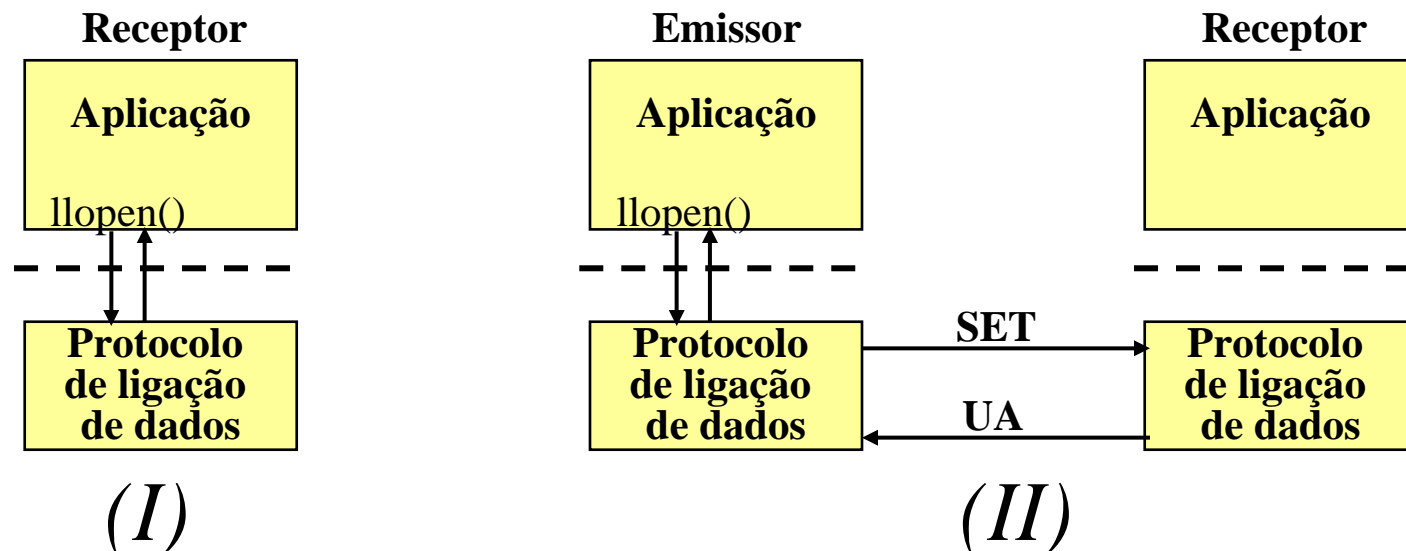 Receptor
Aplicação
llopen()
Protocolo
de ligação
de dados
(I)
Emissor
Aplicação
llopen()
Protocolo
de ligação
de dados
SET
UA
Receptor
Aplicação
Protocolo
de ligação
de dados
(II)